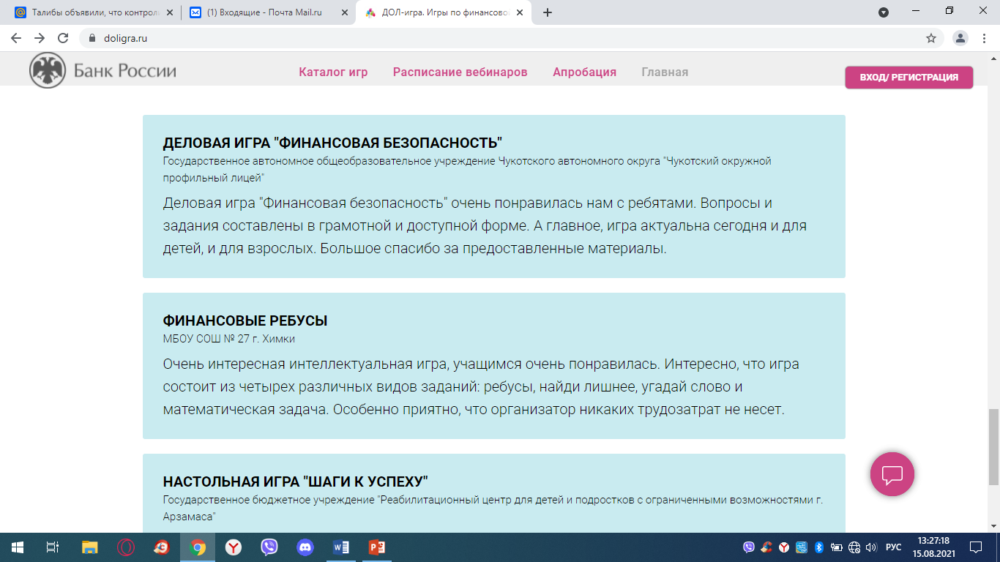 Талибы объявили, что контрол
(1) Входящие - Почта Mail.ru
ДОЛ-игра. Игры по финансово
doligra.ru
Банк России
Каталог игр
Расписание вебинаров
Апробация
Главная
ВХОД/ РЕГИСТРАЦИЯ
ДЕЛОВАЯ ИГРА "ФИНАНСОВАЯ БЕЗОПАСНОСТЬ"
Государственное автономное общеобразовательное учреждение Чукотского автономного округа "Чукотский окружной
профильный лицей"
Деловая игра "Финансовая безопасность" очень понравилась нам с ребятами. Вопросы и
задания составлены в грамотной и доступной форме. А главное, игра актуальна сегодня и для
детей, и для взрослых. Большое спасибо за предоставленные материалы.
ФИНАНСОВЫЕ РЕБУСЫ
МБОУ СОШ № 27 г. Химки
Очень интересная интеллектуальная игра, учащимся очень понравилась. Интересно, что игра
состоит из четырех различных видов заданий: ребусы, найди лишнее, угадай слово и
математическая задача. Особенно приятно, что организатор никаких трудозатрат не несет.
НАСТОЛЬНАЯ ИГРА "ШАГИ К УСПЕХУ"
Государственное бюджетное учреждение "Реабилитационный центр для детей и подростков с ограниченными возможностями г.
Арзамаса"
РУС
13:27:18
15.08.2021